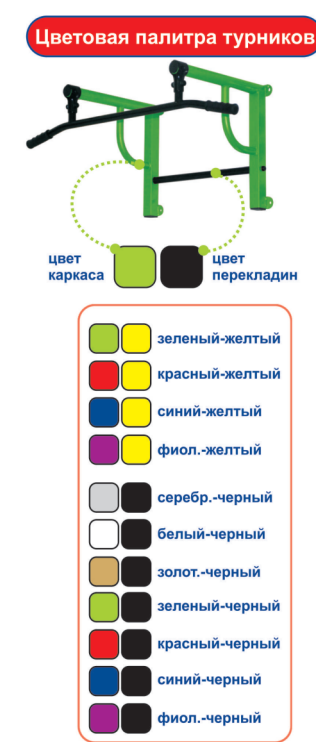 Цветовая палитра турников
цвет
каркаса
цвет
перекладин
зеленый-желтый
красный-желтый
синий-желтый
фиол.-желтый
серебр.-черный
белый-черный
золот.-черный
зеленый-черный
красный-черный
синий-черный
фиол.-черный